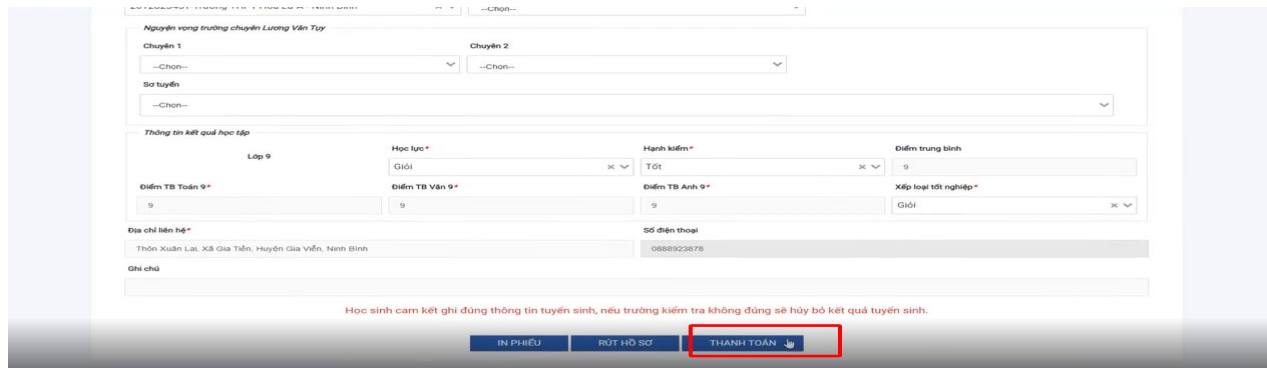 --Chọn--
Nguyện vọng trường chuyên Lương Văn Tụy
Chuyên 1 Chuyên 2
--Chọn-- --Chọn--
Sơ tuyển
--Chọn--
Thông tin kết quả học tập
Lớp 9 Học lực* Hạnh kiểm* Điểm trung bình
Giỏi Tốt 9
Điểm TB Toán 9* Điểm TB Văn 9* Điểm TB Anh 9* Xếp loại tốt nghiệp*
9 9 9 Giỏi
Địa chỉ liên hệ* Số điện thoại
Thôn Xuân Lai, Xã Gia Tiến, Huyện Gia Viễn, Ninh Bình 0888923878
Ghi chú
Học sinh cam kết ghi đúng thông tin tuyển sinh, nếu trường kiểm tra không đúng sẽ hủy bỏ kết quả tuyển sinh.
IN PHIẾU RÚT HỒ SƠ THANH TOÁN